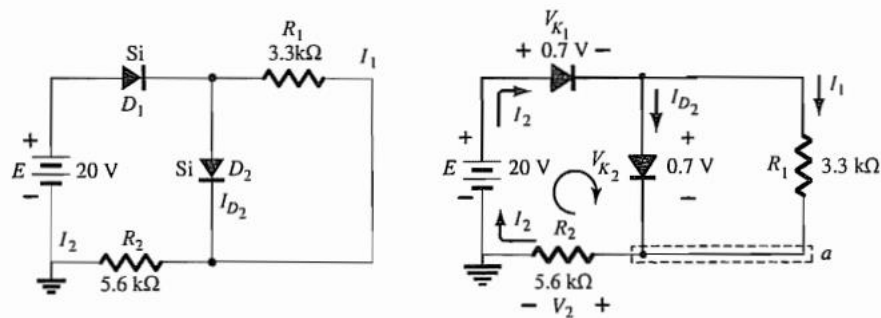 Si
D1
R1
3.3kΩ
I1
+
E
20 V
−
Si
D2
ID2
I2
R2
5.6 kΩ
VK1
+ 0.7 V −
I2
ID2
I1
+
E
20 V
−
VK2
+
0.7 V
−
R1
3.3 kΩ
I2
R2
5.6 kΩ
a
− V2 +